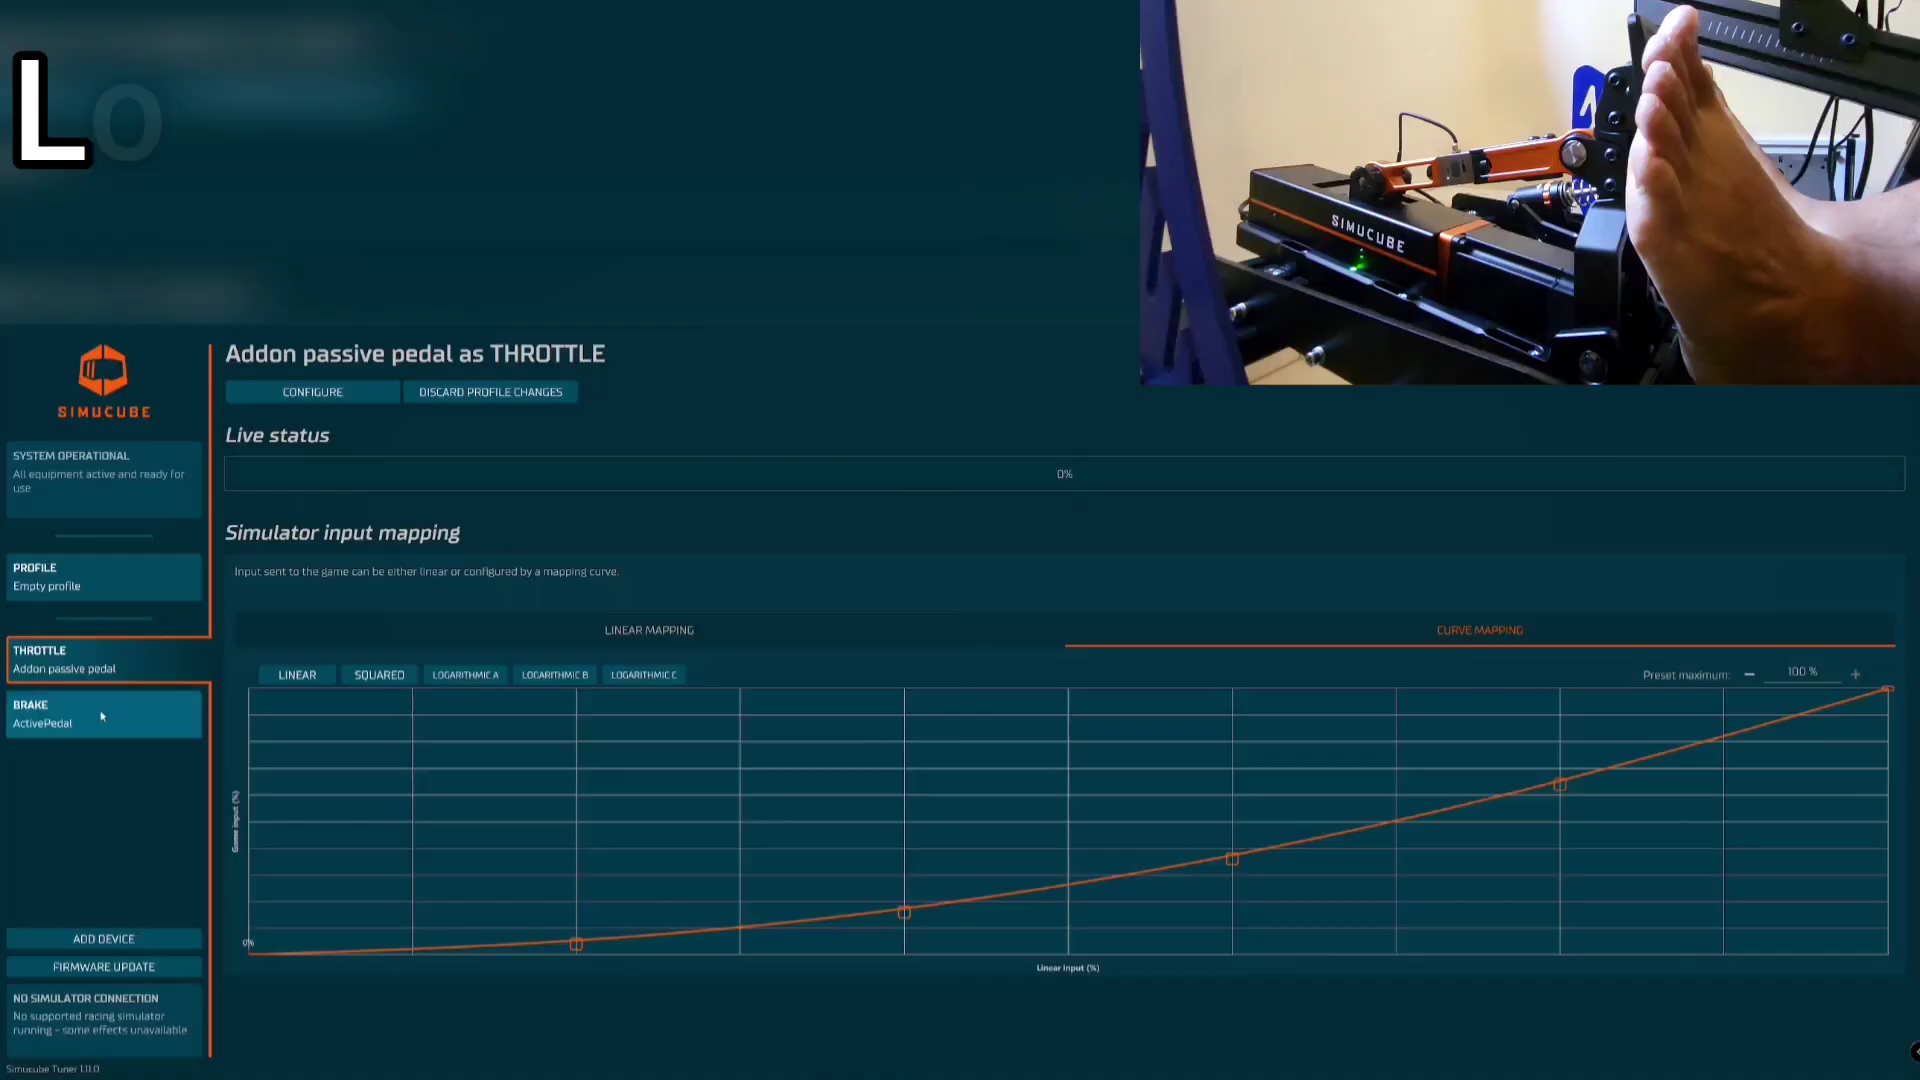 Lo
SIMUCUBE
SIMUCUBE
Addon passive pedal as THROTTLE
CONFIGURE
DISCARD PROFILE CHANGES
Live status
0%
SYSTEM OPERATIONAL
All equipment active and ready for
use
PROFILE
Empty profile
THROTTLE
Addon passive pedal
BRAKE
ActivePedal
ADD DEVICE
FIRMWARE UPDATE
NO SIMULATOR CONNECTION
No supported racing simulator
running - some effects unavailable
Simucube Tuner 1.11.0
Simulator input mapping
Input sent to the game can be either linear or configured by a mapping curve.
LINEAR MAPPING
CURVE MAPPING
LINEAR
SQUARED
LOGARITHMIC A
LOGARITHMIC B
LOGARITHMIC C
Preset maximum:
− 100 % +
Game input (%)
0%
Linear input (%)